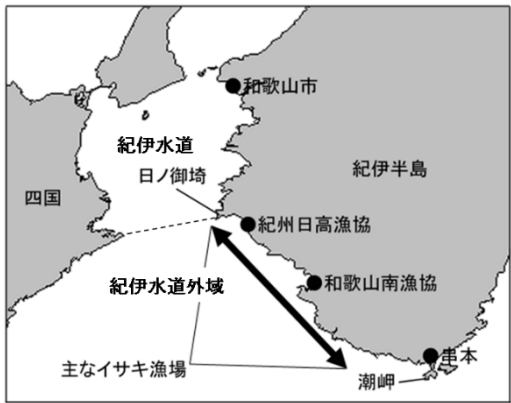 和歌山市
紀伊水道
日ノ御埼
紀伊半島
四国
紀州日高漁協
紀伊水道外域
和歌山南漁協
主なイサキ漁場
串本
潮岬